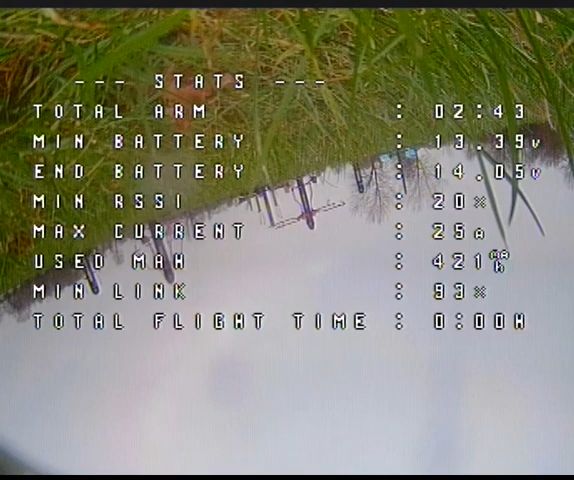 --- STATS ---
TOTAL ARM : 02:43
MIN BATTERY : 13.39V
END BATTERY : 14.05V
MIN RSSI : 20%
MAX CURRENT : 25A
USED MAH : 421MAH
MIN LINK : 93%
TOTAL FLIGHT TIME : 0:00H